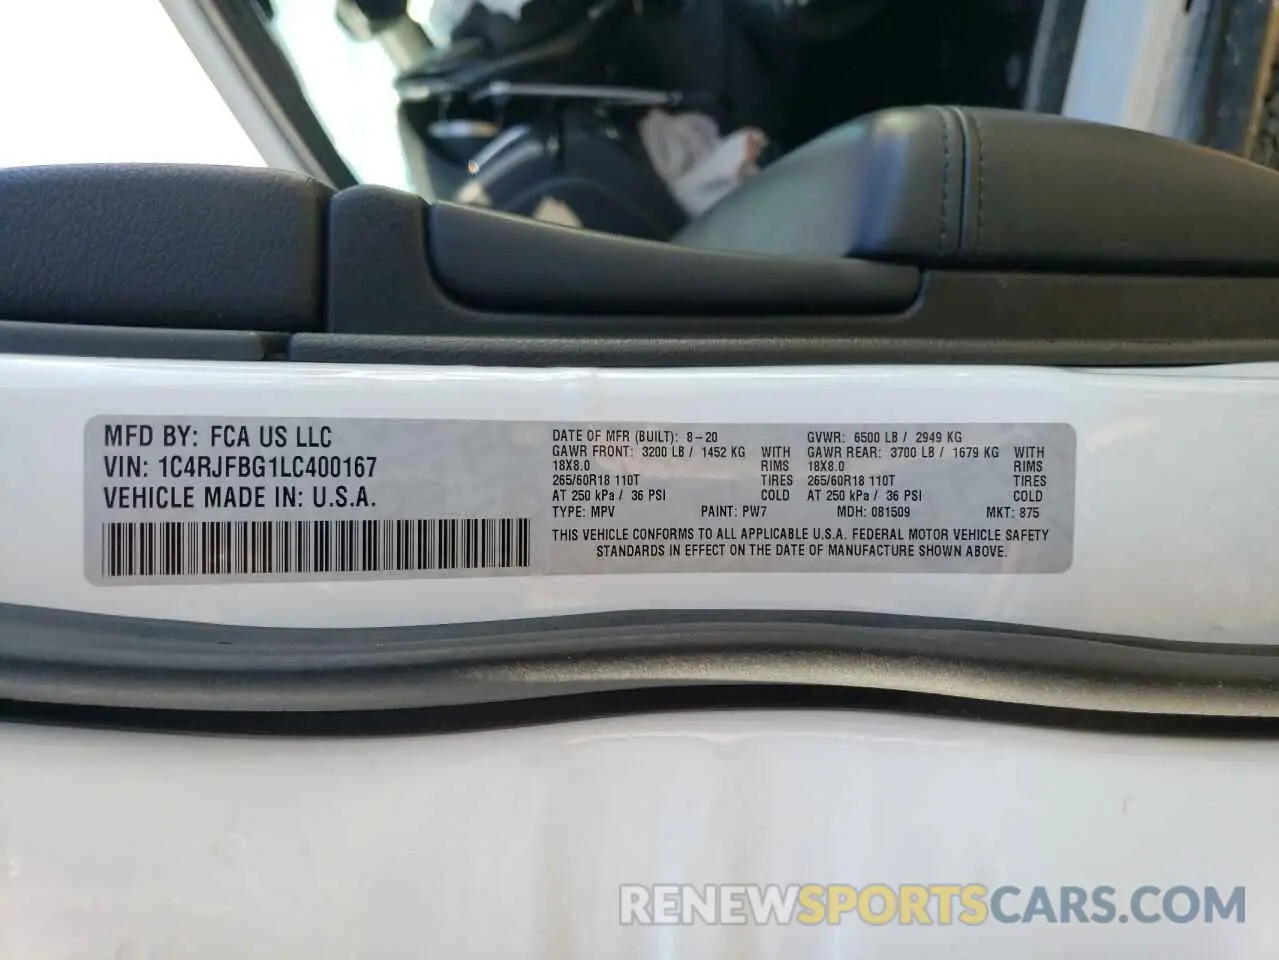 MFD BY: FCA US LLC
VIN: 1C4RJFBG1LC400167
VEHICLE MADE IN: U.S.A.
DATE OF MFR (BUILT): 8-20 GVWR: 6500 LB / 2949 KG
GAWR FRONT: 3200 LB / 1452 KG WITH GAWR REAR: 3700 LB / 1679 KG WITH
18X8.0 RIMS 18X8.0 RIMS
265/60R18 110T TIRES 265/60R18 110T TIRES
AT 250 kPa / 36 PSI COLD AT 250 kPa / 36 PSI COLD
TYPE: MPV PAINT: PW7 MDH: 081509 MKT: 875
THIS VEHICLE CONFORMS TO ALL APPLICABLE U.S.A. FEDERAL MOTOR VEHICLE SAFETY
STANDARDS IN EFFECT ON THE DATE OF MANUFACTURE SHOWN ABOVE.
RENEWSPORTSCARS.COM